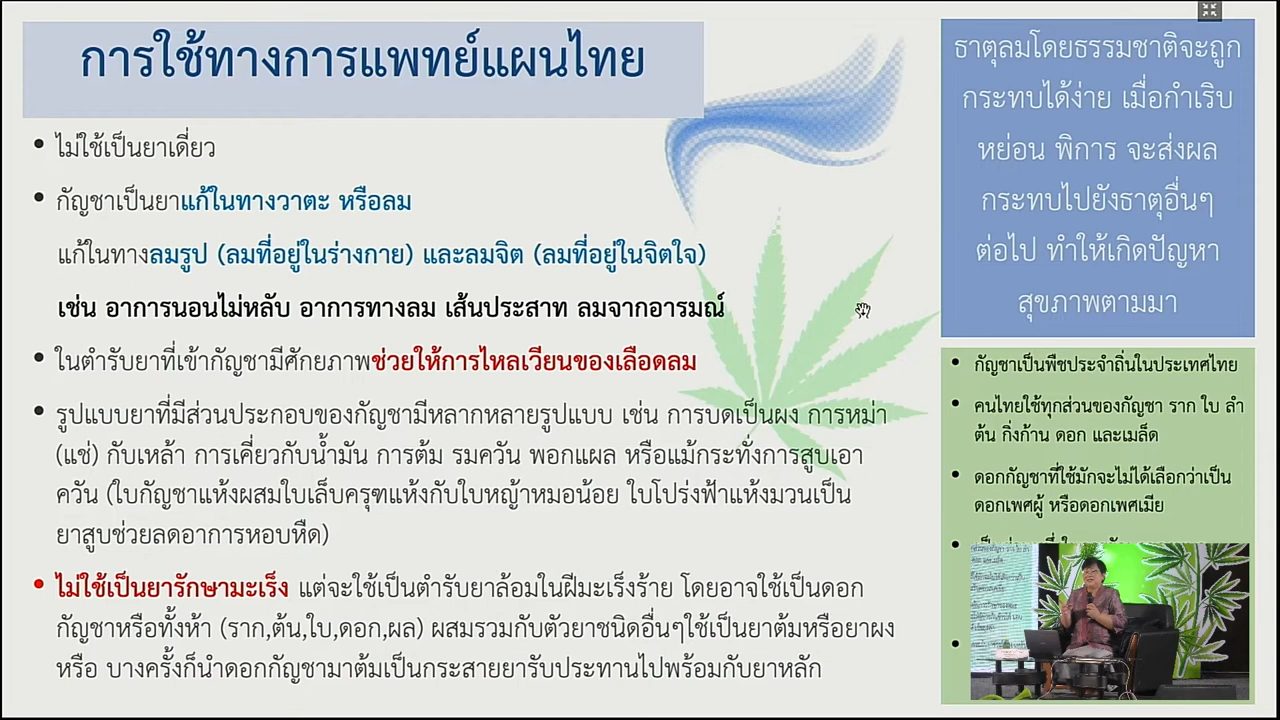 การใช้ทางการแพทย์แผนไทย
• ไม่ใช้เป็นยาเดี่ยว
• กัญชาเป็นยาแก้ในทางวาตะ หรือลม
แก้ในทางลมรูป (ลมที่อยู่ในร่างกาย) และลมจิต (ลมที่อยู่ในจิตใจ)
เช่น อาการนอนไม่หลับ อาการทางลม เส้นประสาท ลมจากอารมณ์
• ในตำรับยาที่เข้ากัญชามีศักยภาพช่วยให้การไหลเวียนของเลือดลม
• รูปแบบยาที่มีส่วนประกอบของกัญชามีหลากหลายรูปแบบ เช่น การบดเป็นผง การหม่า
(แช่) กับเหล้า การเคี่ยวกับน้ำมัน การต้ม รมควัน พอกแผล หรือแม้กระทั่งการสูบเอา
ควัน (ใบกัญชาแห้งผสมใบเล็บครุฑแห้งกับใบหญ้าหมอน้อย ใบโปร่งฟ้าแห้งมวนเป็น
ยาสูบช่วยลดอาการหอบหืด)
• ไม่ใช้เป็นยารักษามะเร็ง แต่จะใช้เป็นตำรับยาล้อมในฝีมะเร็งร้าย โดยอาจใช้เป็นดอก
กัญชาหรือทั้งห้า (ราก,ต้น,ใบ,ดอก,ผล) ผสมรวมกับตัวยาชนิดอื่นๆใช้เป็นยาต้มหรือยาผง
หรือ บางครั้งก็นำดอกกัญชามาต้มเป็นกระสายยารับประทานไปพร้อมกับยาหลัก
ธาตุลมโดยธรรมชาติจะถูก
กระทบได้ง่าย เมื่อกำเริบ
หย่อน พิการ จะส่งผล
กระทบไปยังธาตุอื่นๆ
ต่อไป ทำให้เกิดปัญหา
สุขภาพตามมา
• กัญชาเป็นพืชประจำถิ่นในประเทศไทย
• คนไทยใช้ทุกส่วนของกัญชา ราก ใบ ลำ
ต้น กิ่งก้าน ดอก และเมล็ด
• ดอกกัญชาที่ใช้มักจะไม่ได้เลือกว่าเป็น
ดอกเพศผู้ หรือดอกเพศเมีย